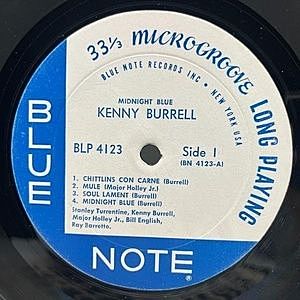 33⅓ MICROGROOVE LONG PLAYING
BLUE NOTE RECORDS INC • NEW YORK USA
MIDNIGHT BLUE
KENNY BURRELL
BLP 4123
Side 1
(BN 4123-A)
1. CHITTLINS CON CARNE (Burrell)
2. MULE (Major Holley Jr.)
3. SOUL LAMENT (Burrell)
4. MIDNIGHT BLUE (Burrell)
Stanley Turrentine, Kenny Burrell,
Major Holley Jr., Bill English,
Ray Barretto.
BLUE
NOTE®